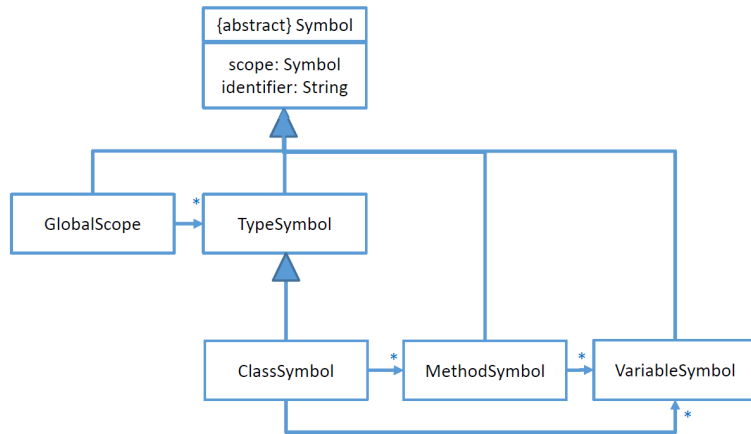 {abstract} Symbol
scope: Symbol
identifier: String
GlobalScope
*
TypeSymbol
ClassSymbol
*
MethodSymbol
*
VariableSymbol
*